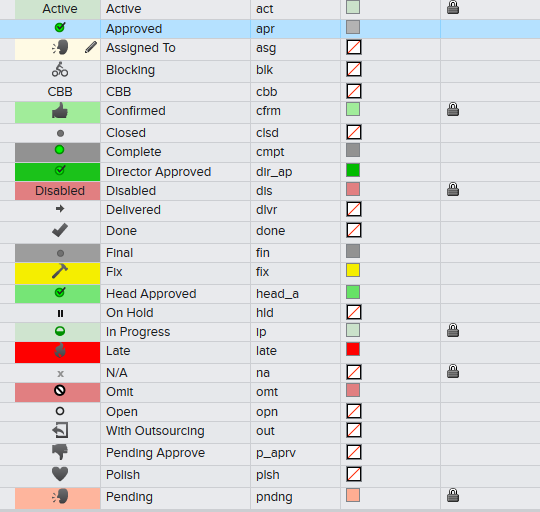 Active Active act
Approved apr
Assigned To asg
Blocking blk
CBB CBB cbb
Confirmed cfrm
Closed clsd
Complete cmpt
Director Approved dir_ap
Disabled Disabled dis
Delivered dlvr
Done done
Final fin
Fix fix
Head Approved head_a
On Hold hld
In Progress ip
Late late
x N/A na
Omit omt
Open opn
With Outsourcing out
Pending Approve p_aprv
Polish plsh
Pending pndng